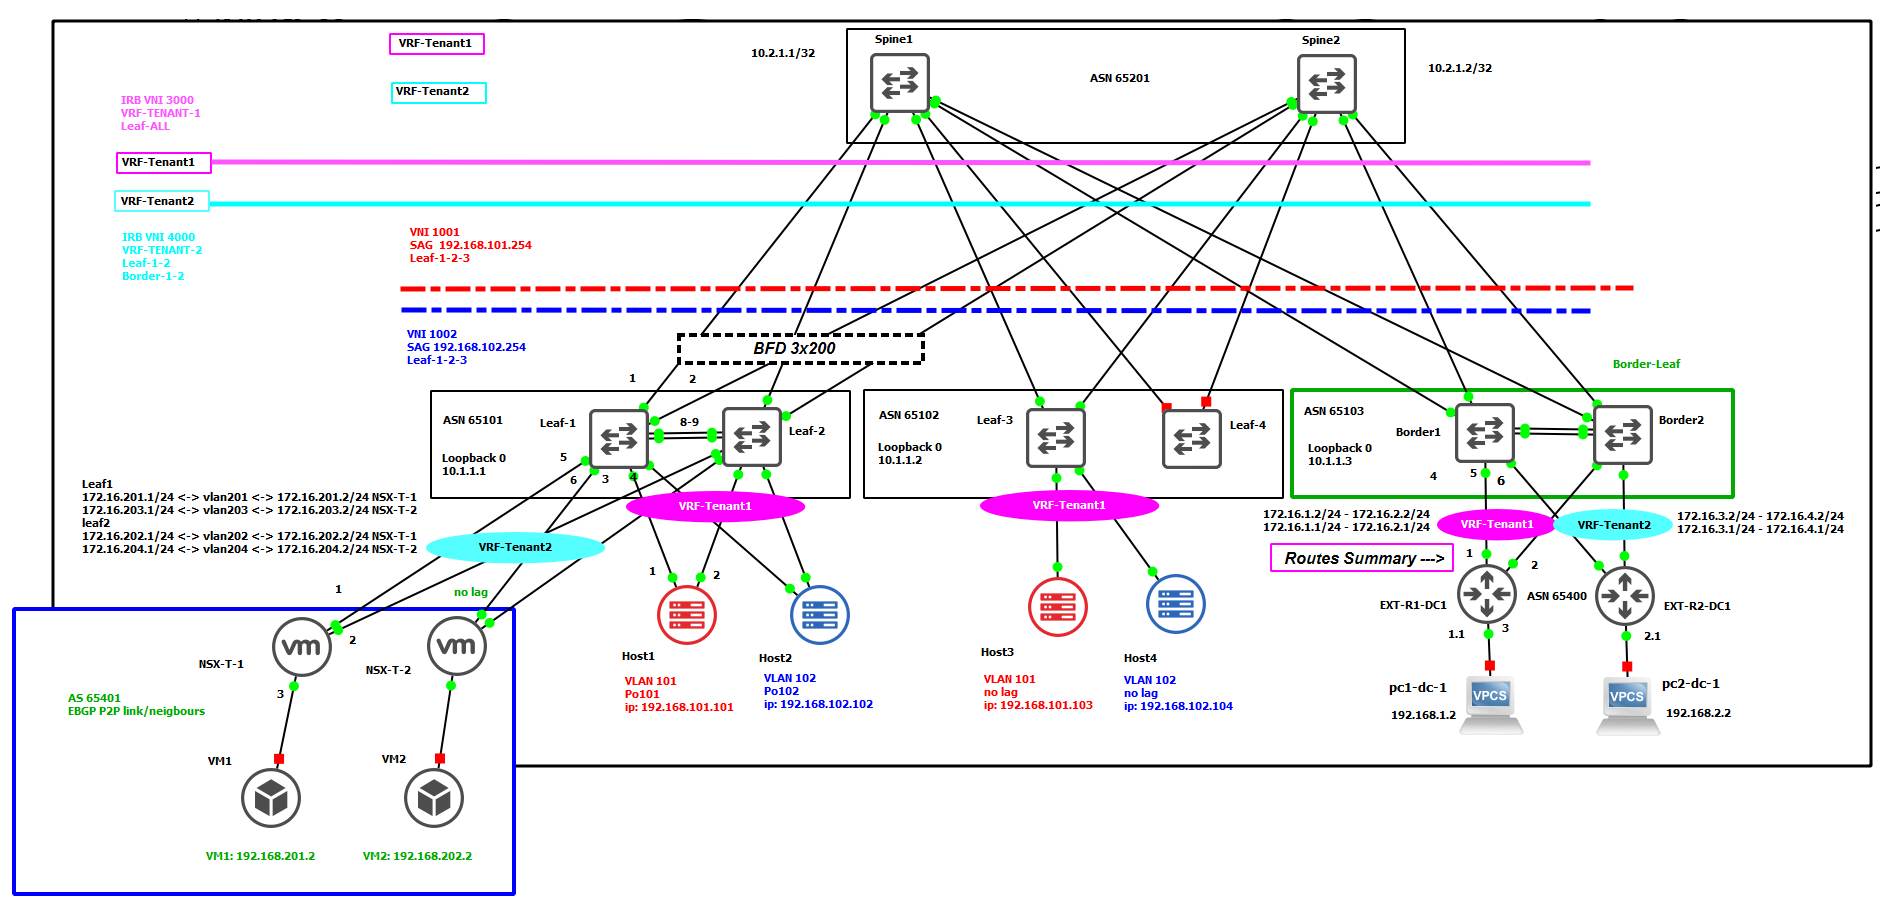 Spine1
Spine2
VRF-Tenant1
10.2.1.1/32
ASN 65201
10.2.1.2/32
VRF-Tenant2
IRB VNI 3000
VRF-TENANT-1
Leaf-ALL
VRF-Tenant1
VRF-Tenant2
IRB VNI 4000
VRF-TENANT-2
Leaf-1-2
Border-1-2
VNI 1001
SAG 192.168.101.254
Leaf-1-2-3
VNI 1002
SAG 192.168.102.254
Leaf-1-2-3
BFD 3x200
Border-Leaf
1
2
ASN 65101
Leaf-1
8-9
Leaf-2
Loopback 0
10.1.1.1
5
6
3
4
ASN 65102
Leaf-3
Leaf-4
Loopback 0
10.1.1.2
ASN 65103
Border1
Border2
Loopback 0
10.1.1.3
4
5
6
Leaf1
172.16.201.1/24 <-> vlan201 <-> 172.16.201.2/24 NSX-T-1
172.16.203.1/24 <-> vlan203 <-> 172.16.203.2/24 NSX-T-2
leaf2
172.16.202.1/24 <-> vlan202 <-> 172.16.202.2/24 NSX-T-1
172.16.204.1/24 <-> vlan204 <-> 172.16.204.2/24 NSX-T-2
VRF-Tenant2
VRF-Tenant1
VRF-Tenant1
172.16.1.2/24 - 172.16.2.2/24
172.16.1.1/24 - 172.16.2.1/24
VRF-Tenant1
VRF-Tenant2
172.16.3.2/24 - 172.16.4.2/24
172.16.3.1/24 - 172.16.4.1/24
Routes Summary --->
1
2
1
2
no lag
1
2
vm
vm
NSX-T-1
NSX-T-2
3
EXT-R1-DC1
ASN 65400
EXT-R2-DC1
1.1
3
2.1
Host1
VLAN 101
Po101
ip: 192.168.101.101
Host2
VLAN 102
Po102
ip: 192.168.102.102
Host3
VLAN 101
no lag
ip: 192.168.101.103
Host4
VLAN 102
no lag
ip: 192.168.102.104
pc1-dc-1
VPCS
192.168.1.2
pc2-dc-1
VPCS
192.168.2.2
AS 65401
EBGP P2P link/neigbours
VM1
VM2
VM1: 192.168.201.2
VM2: 192.168.202.2